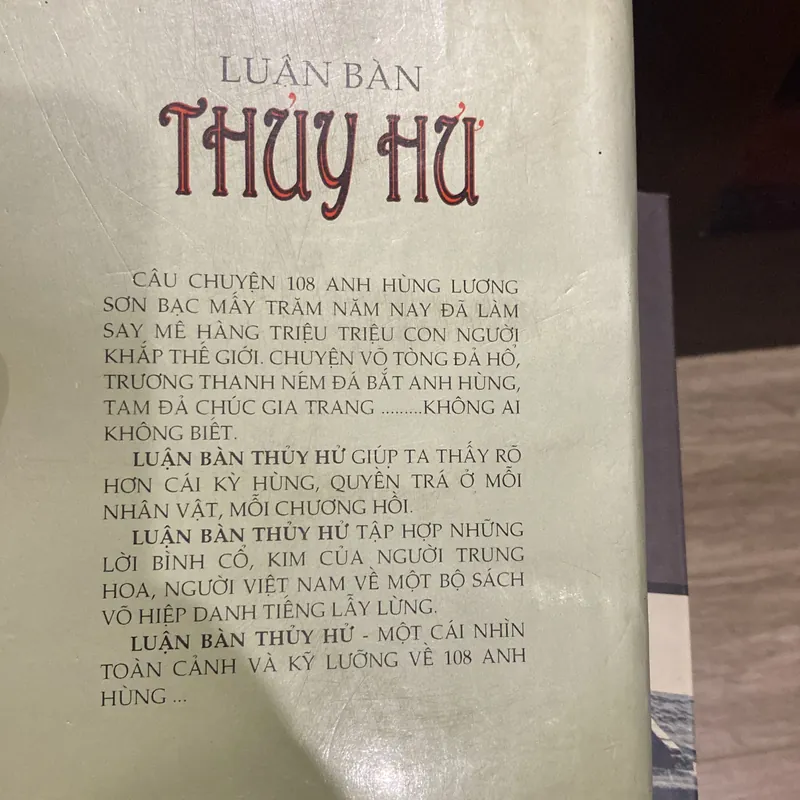 LUẬN BÀN
THỦY HỬ
CÂU CHUYỆN 108 ANH HÙNG LƯƠNG
SƠN BẠC MẤY TRĂM NĂM NAY ĐÃ LÀM
SAY MÊ HÀNG TRIỆU TRIỆU CON NGƯỜI
KHẮP THẾ GIỚI. CHUYỆN VÕ TÒNG ĐẢ HỔ,
TRƯƠNG THANH NÉM ĐÁ BẮT ANH HÙNG,
TAM ĐẢ CHÚC GIA TRANG .........KHÔNG AI
KHÔNG BIẾT.
LUẬN BÀN THỦY HỬ GIÚP TA THẤY RÕ
HƠN CÁI KỲ HÙNG, QUYỀN TRÁ Ở MỖI
NHÂN VẬT, MỖI CHƯƠNG HỒI.
LUẬN BÀN THỦY HỬ TẬP HỢP NHỮNG
LỜI BÌNH CỔ, KIM CỦA NGƯỜI TRUNG
HOA, NGƯỜI VIỆT NAM VỀ MỘT BỘ SÁCH
VÕ HIỆP DANH TIẾNG LẪY LỪNG.
LUẬN BÀN THỦY HỬ - MỘT CÁI NHÌN
TOÀN CẢNH VÀ KỸ LƯỠNG VỀ 108 ANH
HÙNG ...